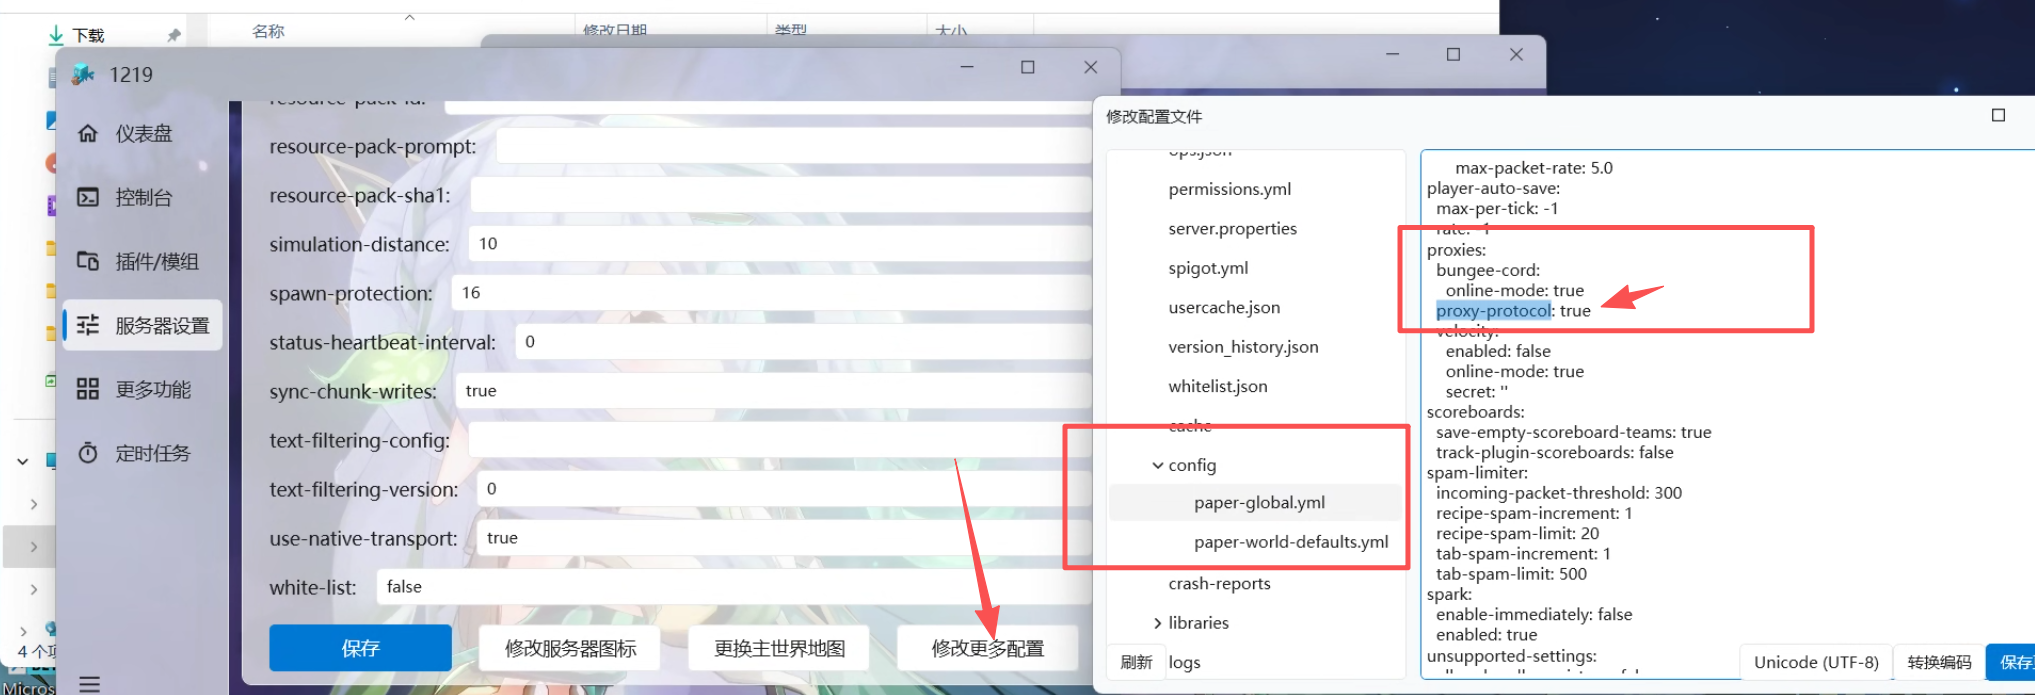 下载
名称
修改日期
类型
大小
1219
仪表盘
控制台
插件/模组
服务器设置
更多功能
定时任务
4 个项
Micros
resource-pack-id:
resource-pack-prompt:
resource-pack-sha1:
simulation-distance: 10
spawn-protection: 16
status-heartbeat-interval: 0
sync-chunk-writes: true
text-filtering-config:
text-filtering-version: 0
use-native-transport: true
white-list: false
保存
修改服务器图标
更换主世界地图
修改更多配置
修改配置文件
ops.json
permissions.yml
server.properties
spigot.yml
usercache.json
version_history.json
whitelist.json
cache
config
paper-global.yml
paper-world-defaults.yml
crash-reports
libraries
logs
刷新
max-packet-rate: 5.0
player-auto-save:
max-per-tick: -1
rate: -1
proxies:
bungee-cord:
online-mode: true
proxy-protocol: true
velocity:
enabled: false
online-mode: true
secret: ''
scoreboards:
save-empty-scoreboard-teams: true
track-plugin-scoreboards: false
spam-limiter:
incoming-packet-threshold: 300
recipe-spam-increment: 1
recipe-spam-limit: 20
tab-spam-increment: 1
tab-spam-limit: 500
spark:
enable-immediately: false
enabled: true
unsupported-settings:
Unicode (UTF-8)
转换编码
保存